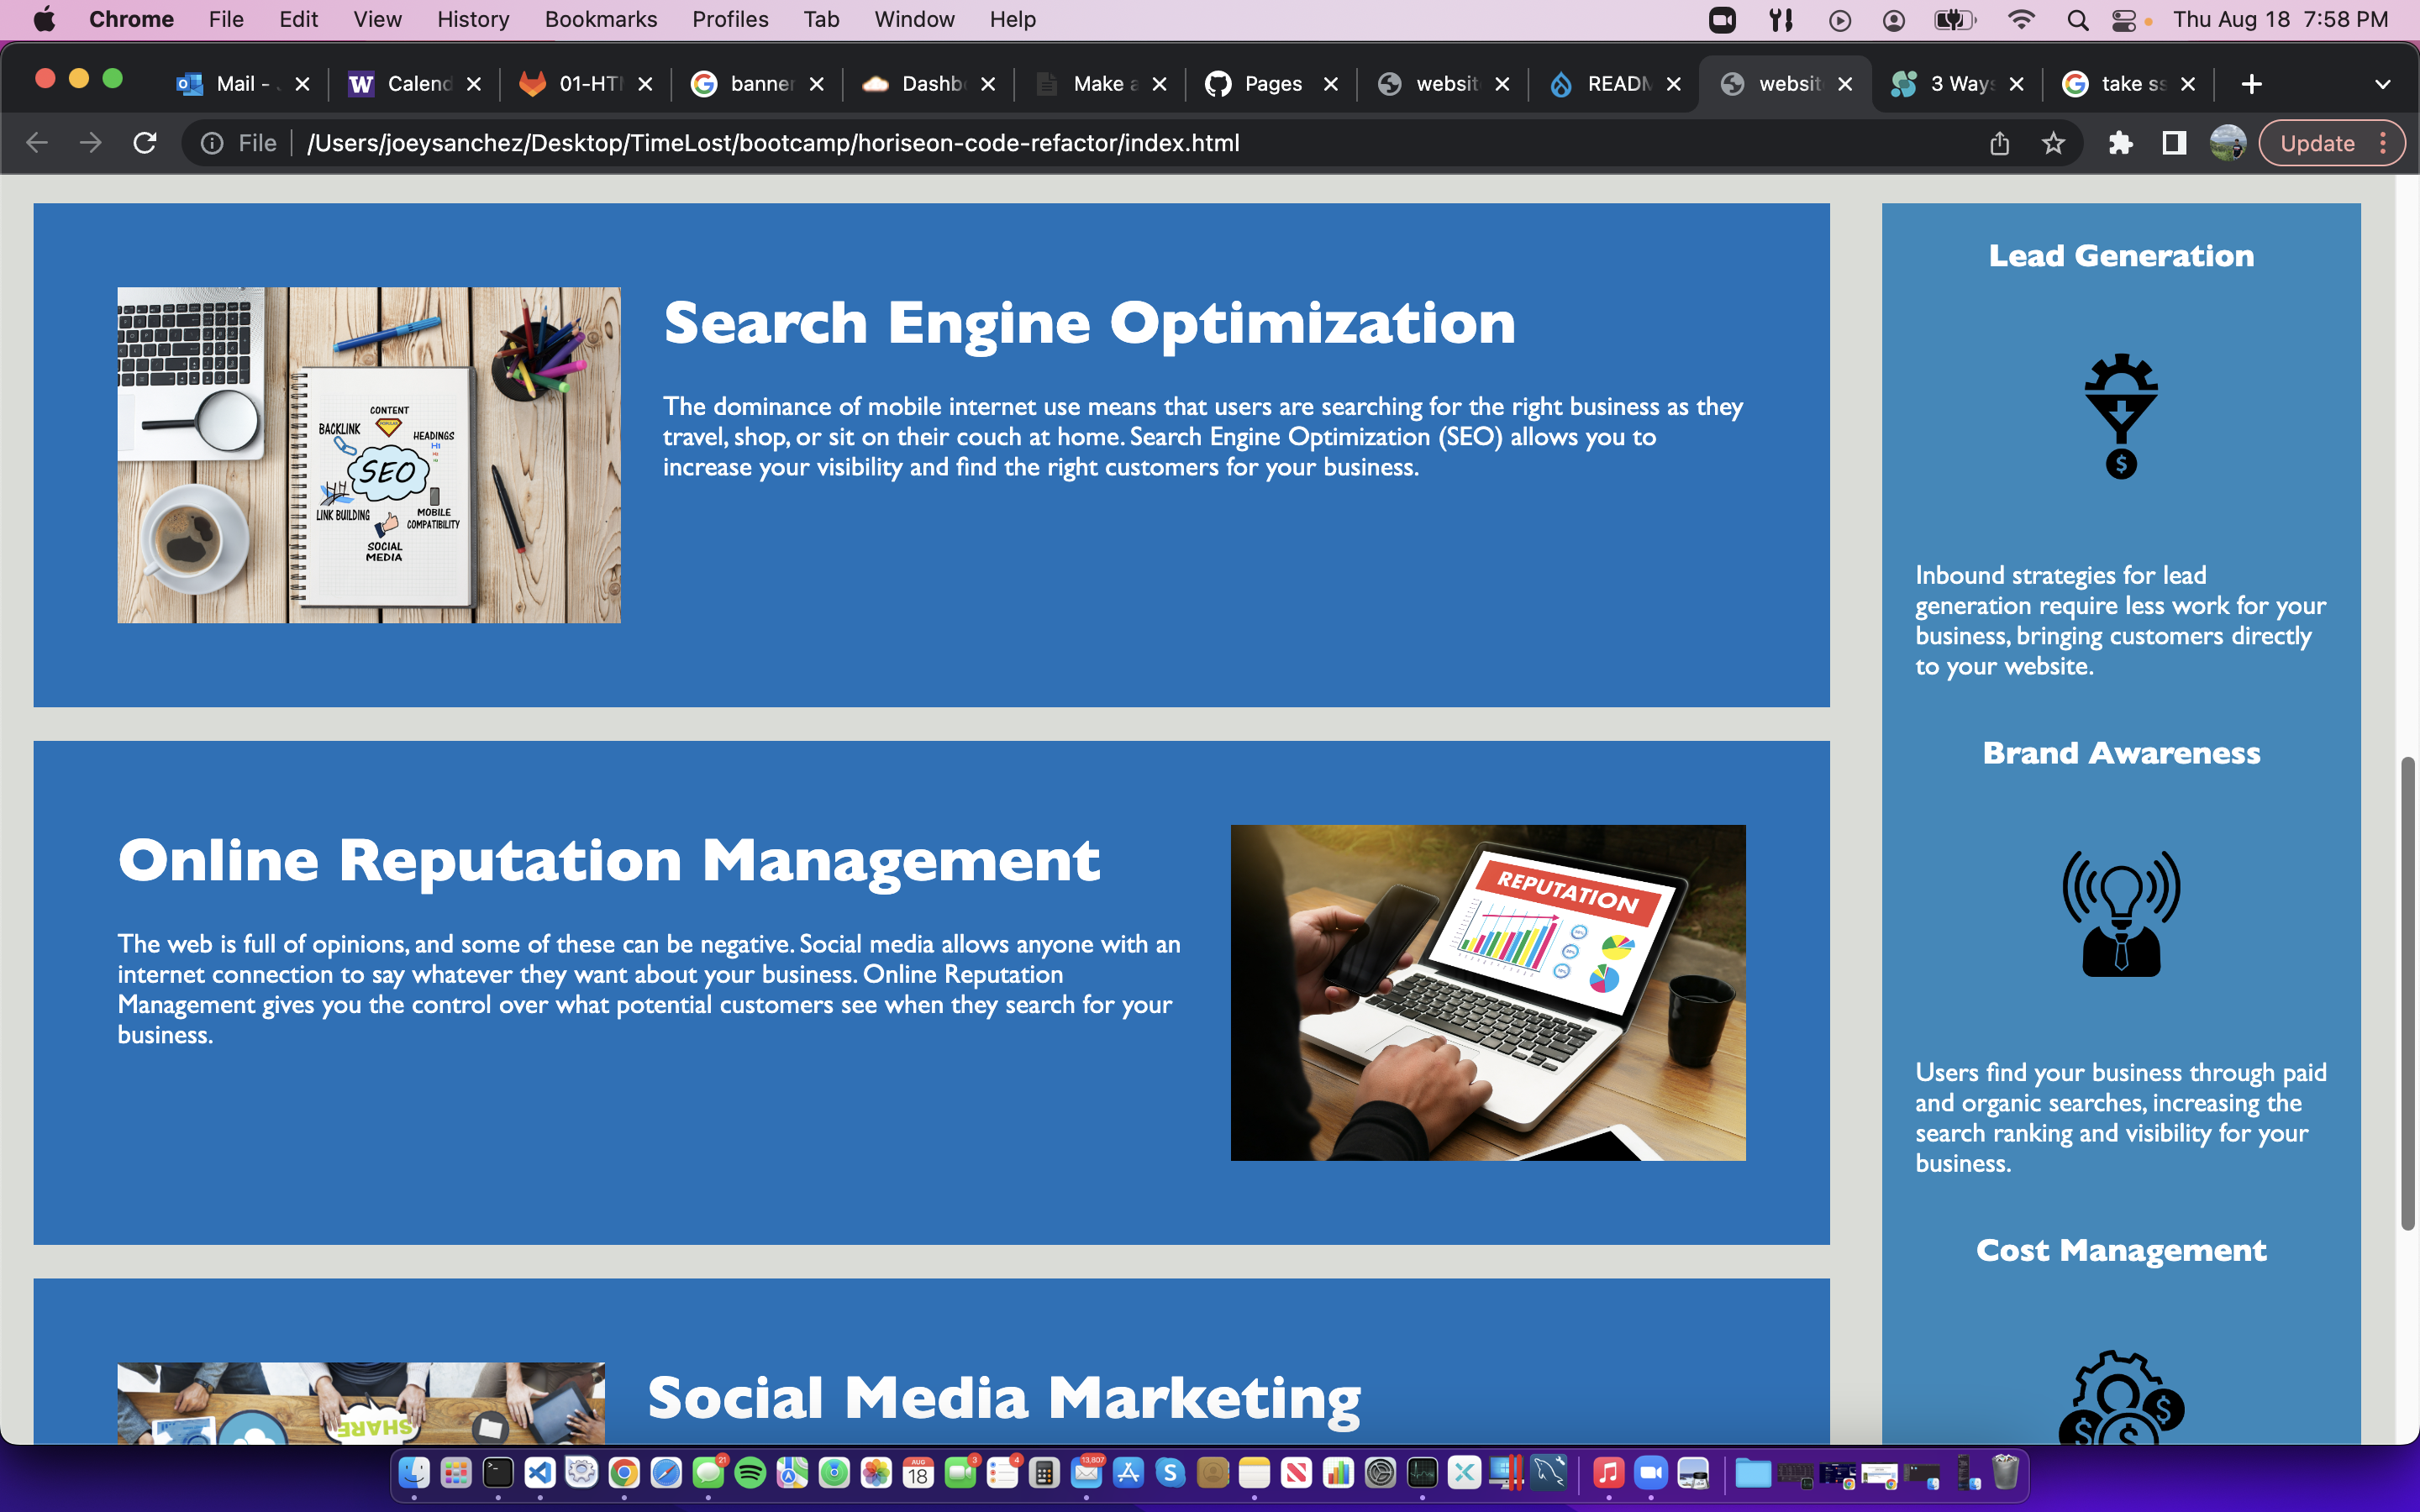 Chrome File Edit View History Bookmarks Profiles Tab Window Help
Thu Aug 18 7:58 PM
Mail - Calend 01-HTM banner Dashb Make a Pages websit READM websit 3 Ways take ss
File /Users/joeysanchez/Desktop/TimeLost/bootcamp/horiseon-code-refactor/index.html
Update
CONTENT
BACKLINK
HEADINGS
SEO
LINK BUILDING
MOBILE
COMPATIBILITY
SOCIAL
MEDIA
Search Engine Optimization
The dominance of mobile internet use means that users are searching for the right business as they
travel, shop, or sit on their couch at home. Search Engine Optimization (SEO) allows you to
increase your visibility and find the right customers for your business.
Online Reputation Management
The web is full of opinions, and some of these can be negative. Social media allows anyone with an
internet connection to say whatever they want about your business. Online Reputation
Management gives you the control over what potential customers see when they search for your
business.
REPUTATION
SHARE
Social Media Marketing
Lead Generation
$
Inbound strategies for lead
generation require less work for your
business, bringing customers directly
to your website.
Brand Awareness
Users find your business through paid
and organic searches, increasing the
search ranking and visibility for your
business.
Cost Management
$ $ $
21
AUG
18
3
4
13,807